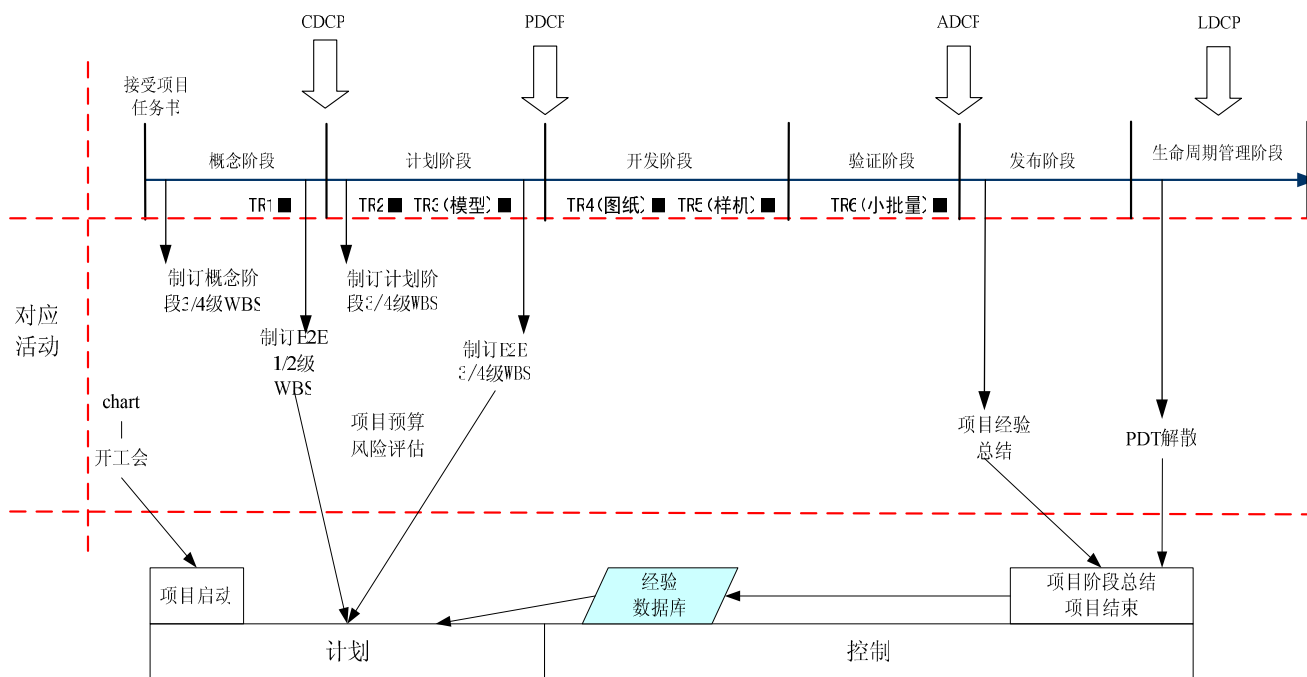 CDCP
PDCP
ADCP
LDCP
接受项目
任务书
概念阶段
计划阶段
开发阶段
验证阶段
发布阶段
生命周期管理阶段
TR1
TR2
TR3(模型)
TR4(图纸)
TR5(样机)
TR6(小批量)
对应
活动
制订概念阶
段3/4级WBS
制订E2E
1/2级
WBS
制订计划阶
段3/4级WBS
制订E2E
3/4级WBS
chart
—
开工会
项目预算
风险评估
项目经验
总结
PDT解散
项目启动
经验
数据库
项目阶段总结
项目结束
计划
控制